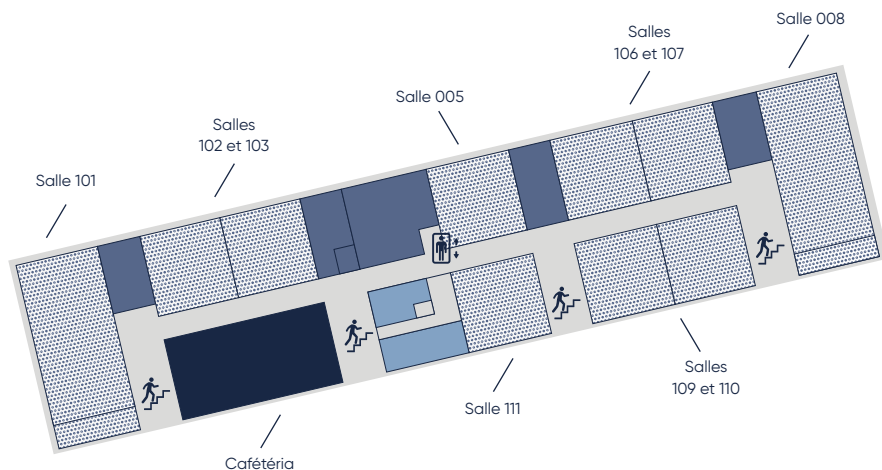 Salle 008
Salles
106 et 107
Salle 005
Salles
102 et 103
Salle 101
Salles
109 et 110
Salle 111
Cafétéria